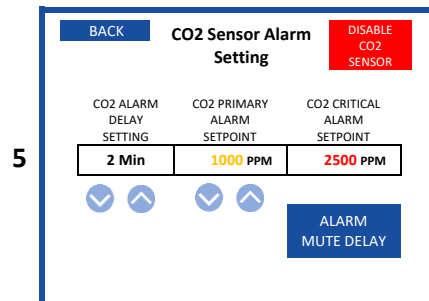 BACK
CO2 Sensor Alarm
Setting
DISABLE
CO2
SENSOR
CO2 ALARM
DELAY
SETTING
CO2 PRIMARY
ALARM
SETPOINT
CO2 CRITICAL
ALARM
SETPOINT
5
2 Min
1000 PPM
2500 PPM
ALARM
MUTE DELAY